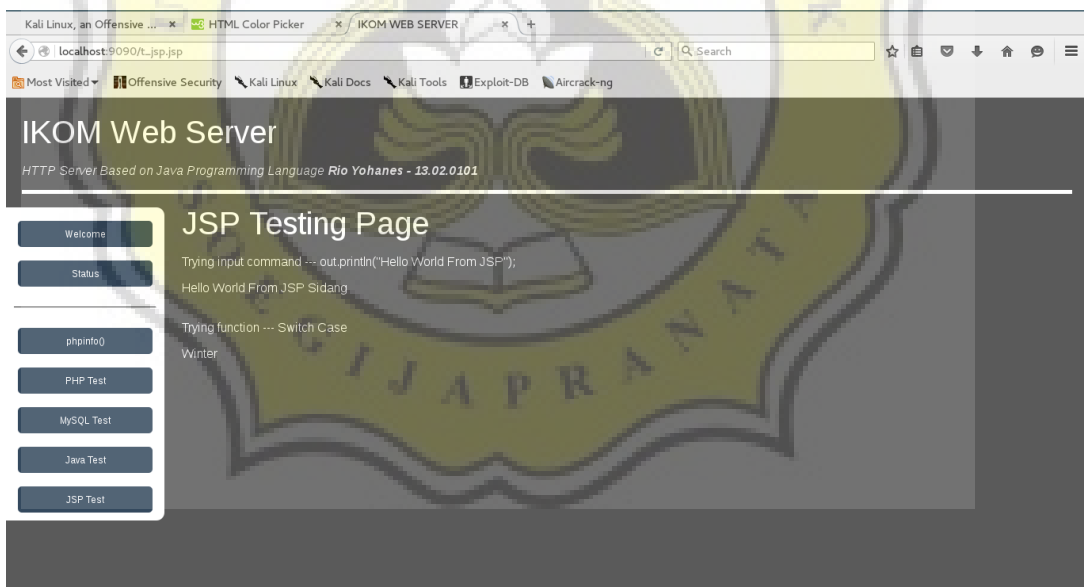 Kali Linux, an Offensive ... × HTML Color Picker × IKOM WEB SERVER × +
localhost:9090/t_jsp.jsp Search
Most Visited Offensive Security Kali Linux Kali Docs Kali Tools Exploit-DB Aircrack-ng
IKOM Web Server
HTTP Server Based on Java Programming Language Rio Yohanes - 13.02.0101
Welcome
Status
phpinfo()
PHP Test
MySQL Test
Java Test
JSP Test
JSP Testing Page
Trying input command --- out.println("Hello World From JSP");
Hello World From JSP Sidang
Trying function --- Switch Case
Winter
SOEGIJAPRANATA